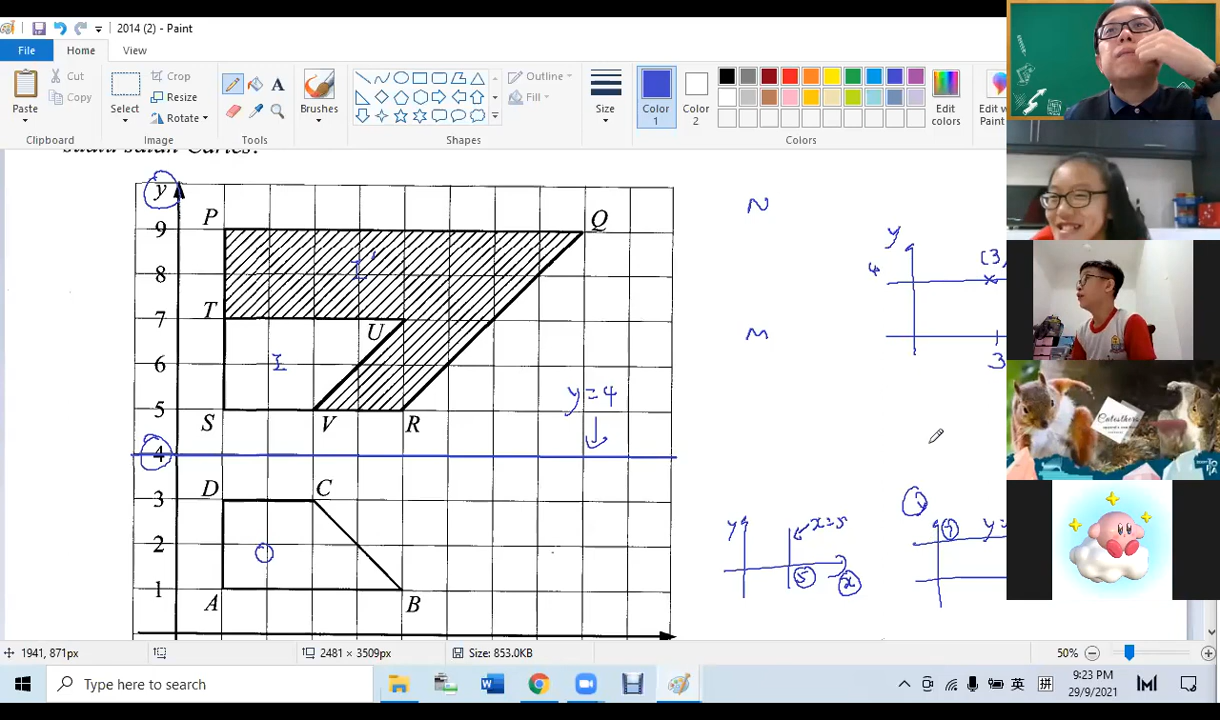 2014 (2) - Paint
File Home View
Cut
Copy
Paste
Select
Crop
Resize
Rotate
Brushes
Outline
Fill
Size
Color 1
Color 2
Edit colors
Clipboard Image Tools Shapes Colors
y
P Q
9
I'
8
T
7
U
I
6
y=4
5
S V R
4
D C
3
2
O
1
A B
N
M
y
4
3
y
x=5
5
x
y=
Catesthers
9:23 PM
1941, 871px
2481 × 3509px
Size: 853.0KB
50%
Type here to search
英
拼
29/9/2021